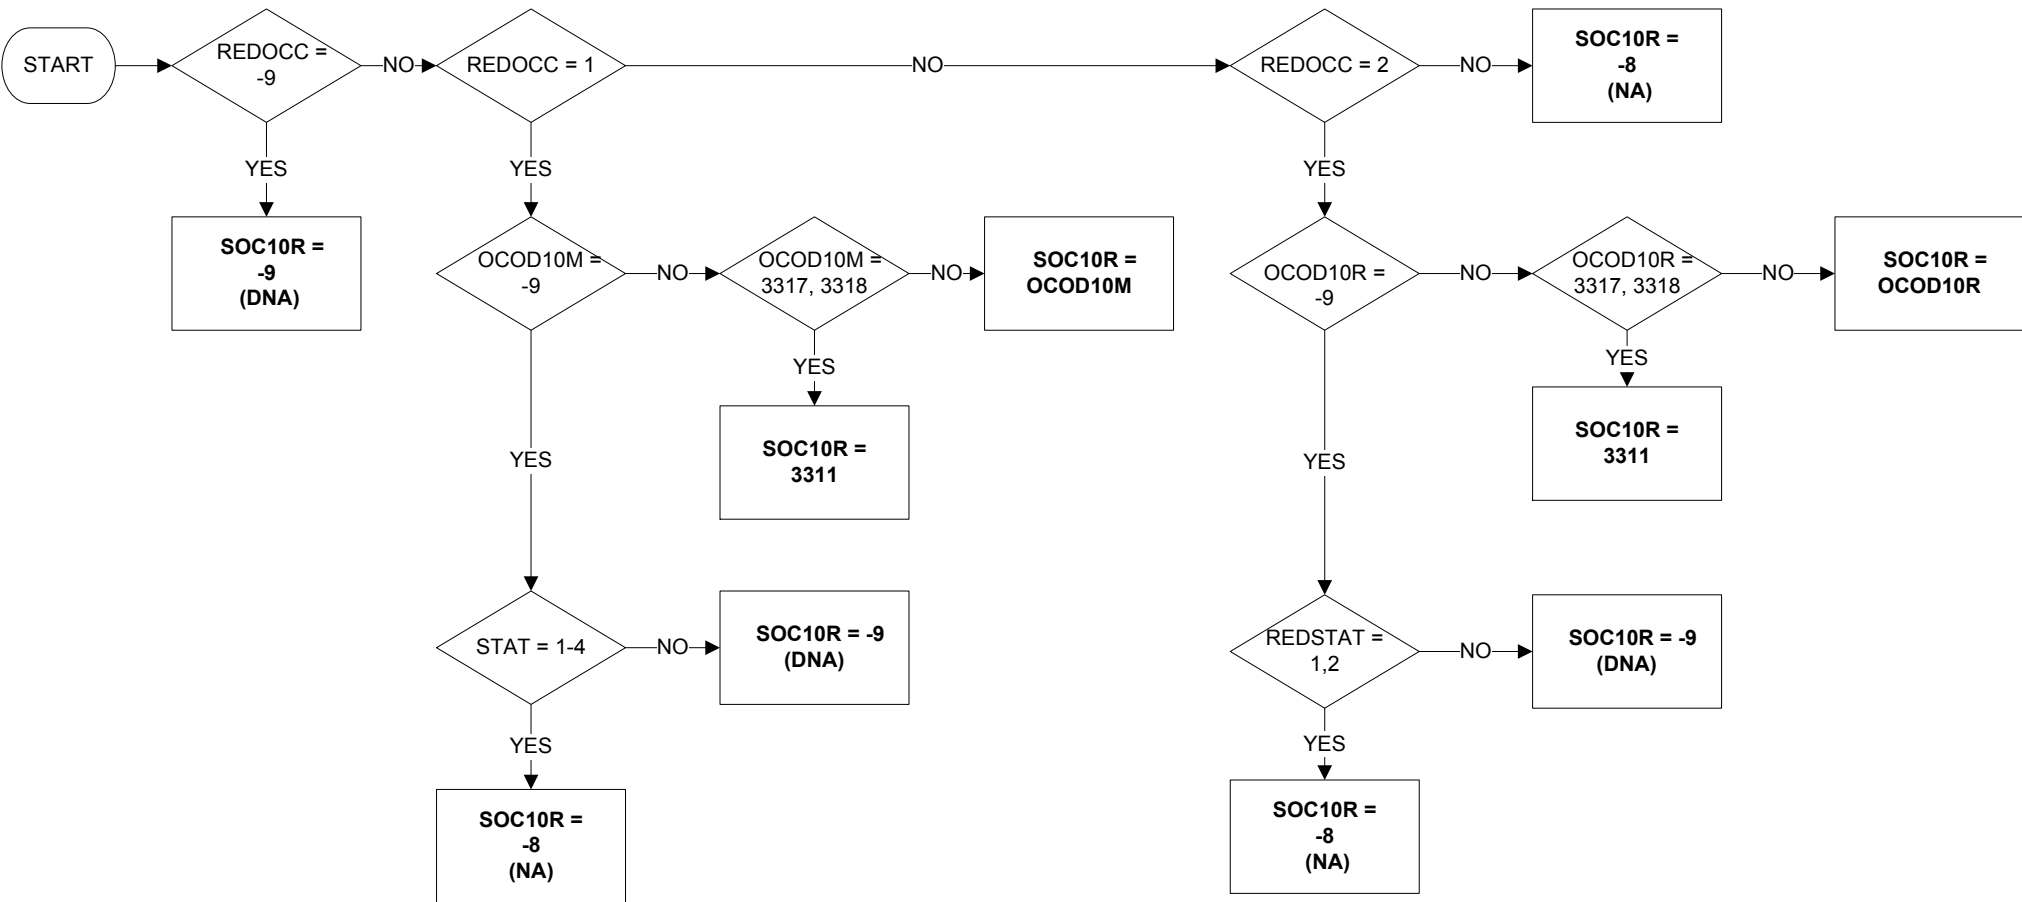 START
REDOCC =
-9
NO
REDOCC = 1
NO
REDOCC = 2
NO
SOC10R =
-8
(NA)
YES
YES
YES
SOC10R =
-9
(DNA)
OCOD10M =
-9
NO
OCOD10M =
3317, 3318
NO
SOC10R =
OCOD10M
OCOD10R =
-9
NO
OCOD10R =
3317, 3318
NO
SOC10R =
OCOD10R
YES
YES
SOC10R =
3311
SOC10R =
3311
YES
YES
STAT = 1-4
NO
SOC10R = -9
(DNA)
REDSTAT =
1,2
NO
SOC10R = -9
(DNA)
YES
YES
SOC10R =
-8
(NA)
SOC10R =
-8
(NA)